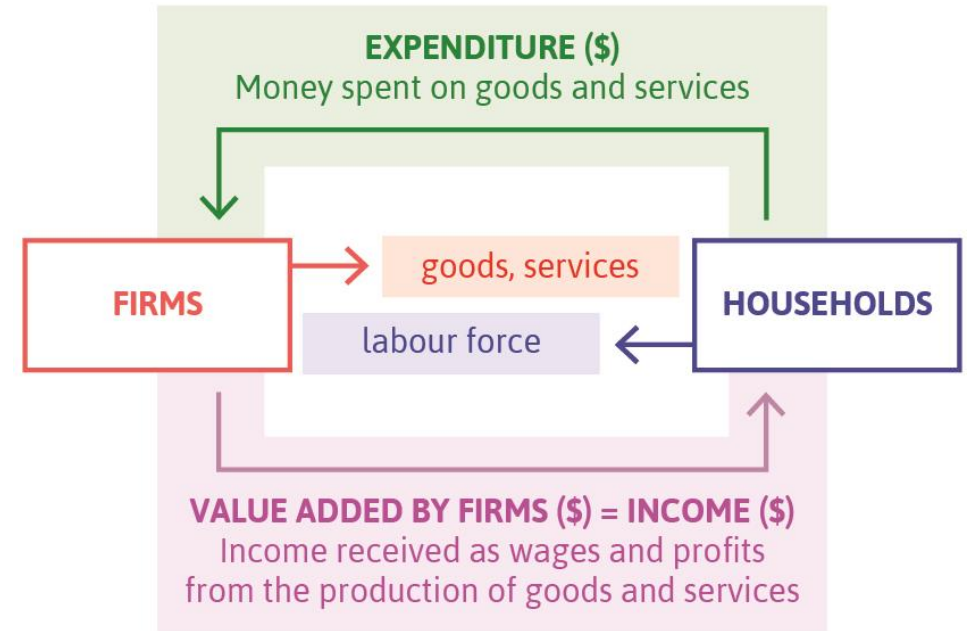 EXPENDITURE ($)
Money spent on goods and services
goods, services
FIRMS
HOUSEHOLDS
labour force
VALUE ADDED BY FIRMS ($) = INCOME ($)
Income received as wages and profits
from the production of goods and services